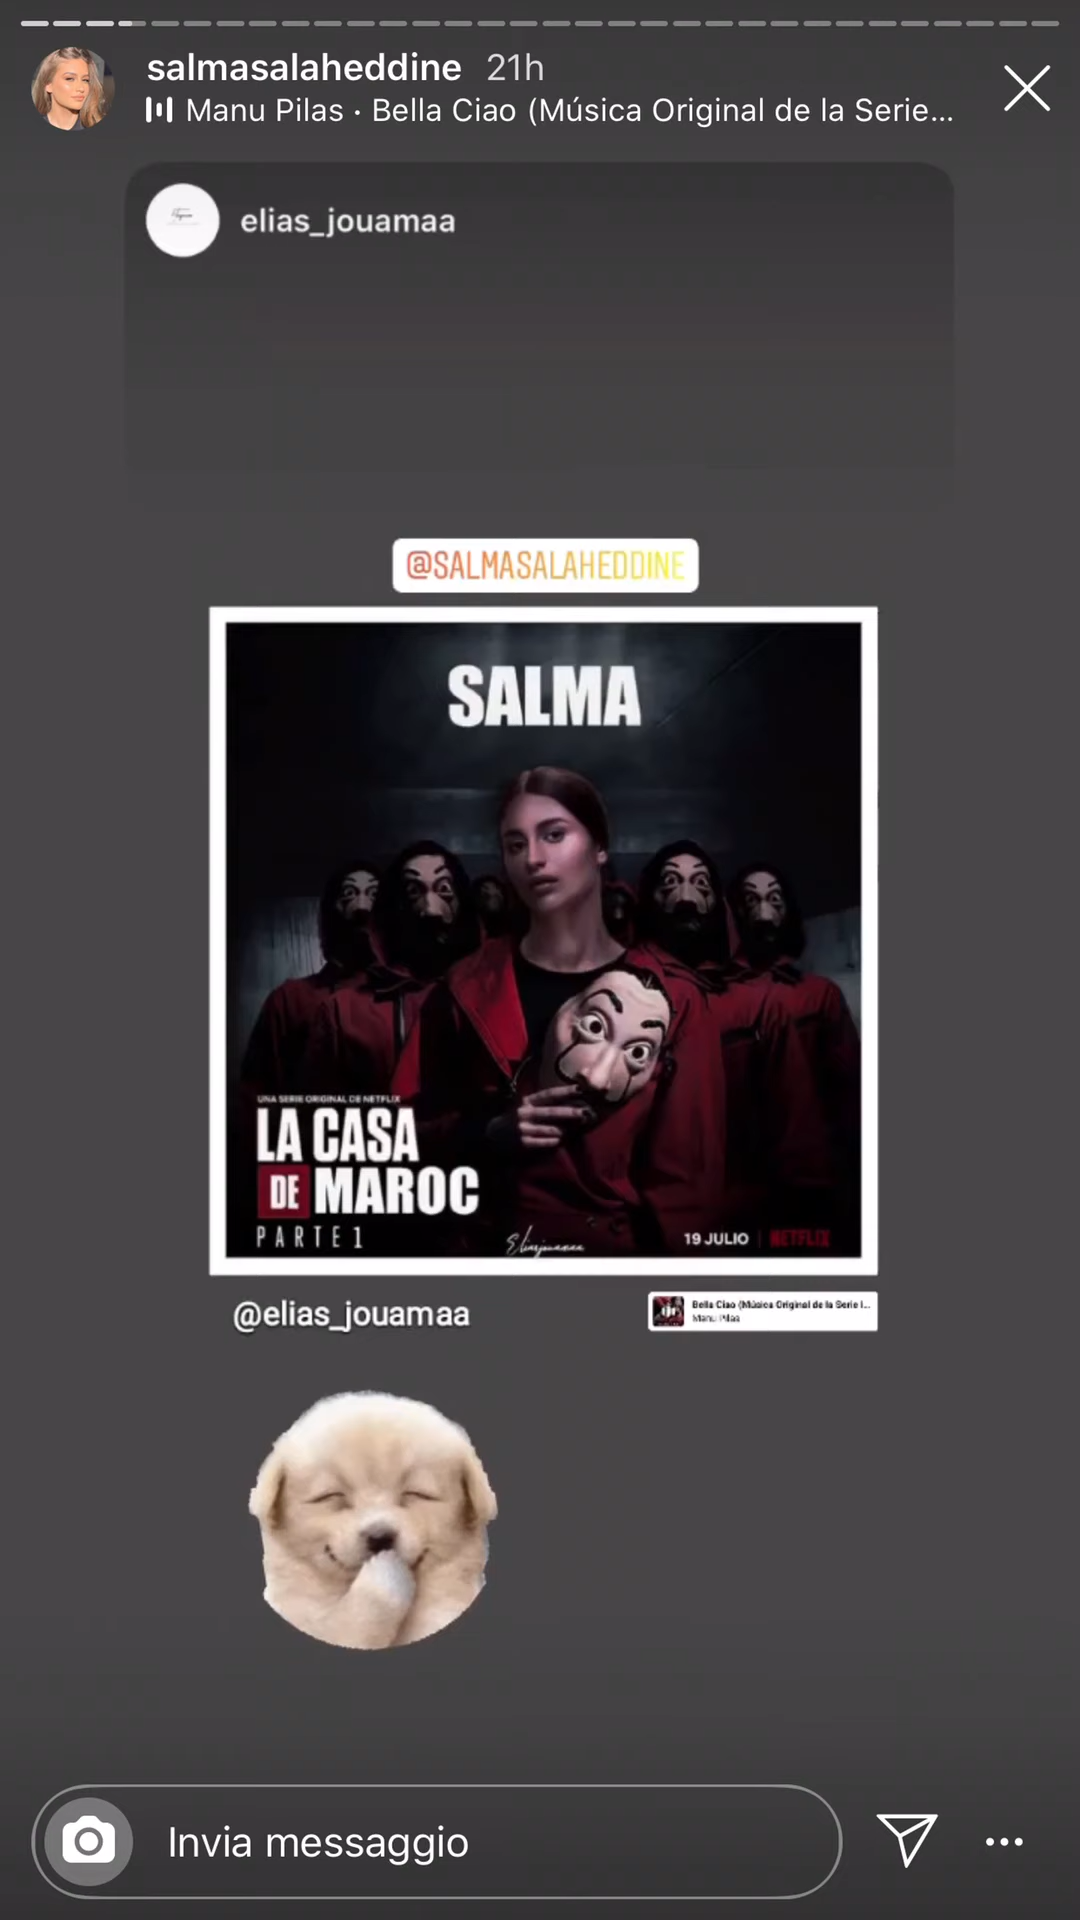 salmasalaheddine 21h
Manu Pilas · Bella Ciao (Música Original de la Serie...
elias_jouamaa
@SALMASALAHEDDINE
SALMA
UNA SERIE ORIGINAL DE NETFLIX
LA CASA
DE MAROC
PARTE 1
19 JULIO | NETFLIX
@elias_jouamaa
Bella Ciao (Música Original de la Serie I...
Manu Pilas
Invia messaggio